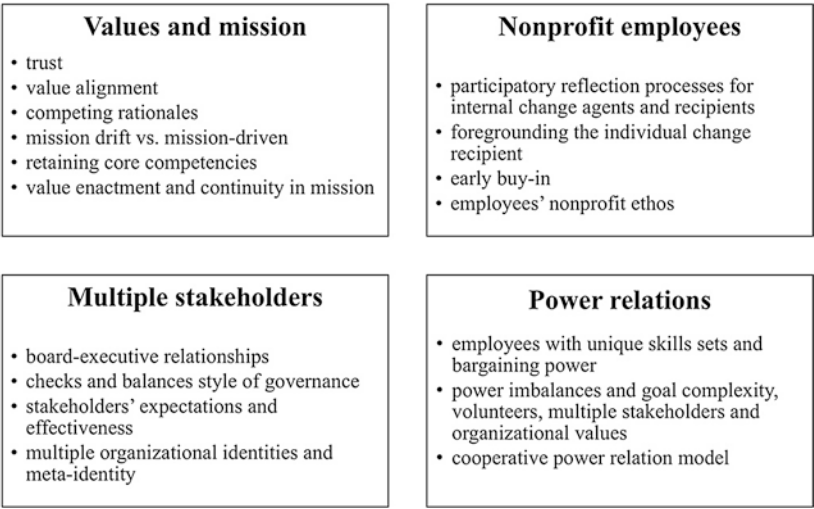 Values and mission
• trust
• value alignment
• competing rationales
• mission drift vs. mission-driven
• retaining core competencies
• value enactment and continuity in mission
Nonprofit employees
• participatory reflection processes for
internal change agents and recipients
• foregrounding the individual change
recipient
• early buy-in
• employees' nonprofit ethos
Multiple stakeholders
• board-executive relationships
• checks and balances style of governance
• stakeholders' expectations and
effectiveness
• multiple organizational identities and
meta-identity
Power relations
• employees with unique skills sets and
bargaining power
• power imbalances and goal complexity,
volunteers, multiple stakeholders and
organizational values
• cooperative power relation model